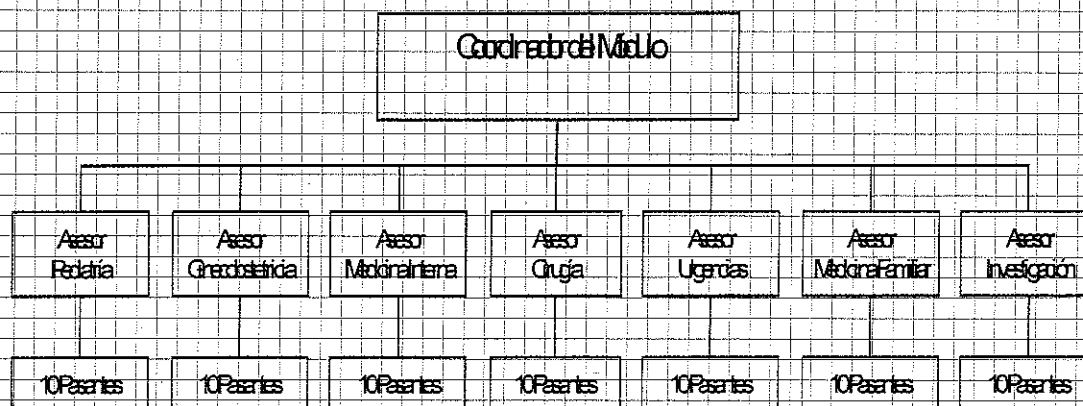 Coordinador del Módulo
Asesor
Pediatría
Asesor
Ginecobstetricia
Asesor
Medicina Interna
Asesor
Cirugía
Asesor
Urgencias
Asesor
Medicina Familiar
Asesor
Investigación
10 Pasantes
10 Pasantes
10 Pasantes
10 Pasantes
10 Pasantes
10 Pasantes
10 Pasantes